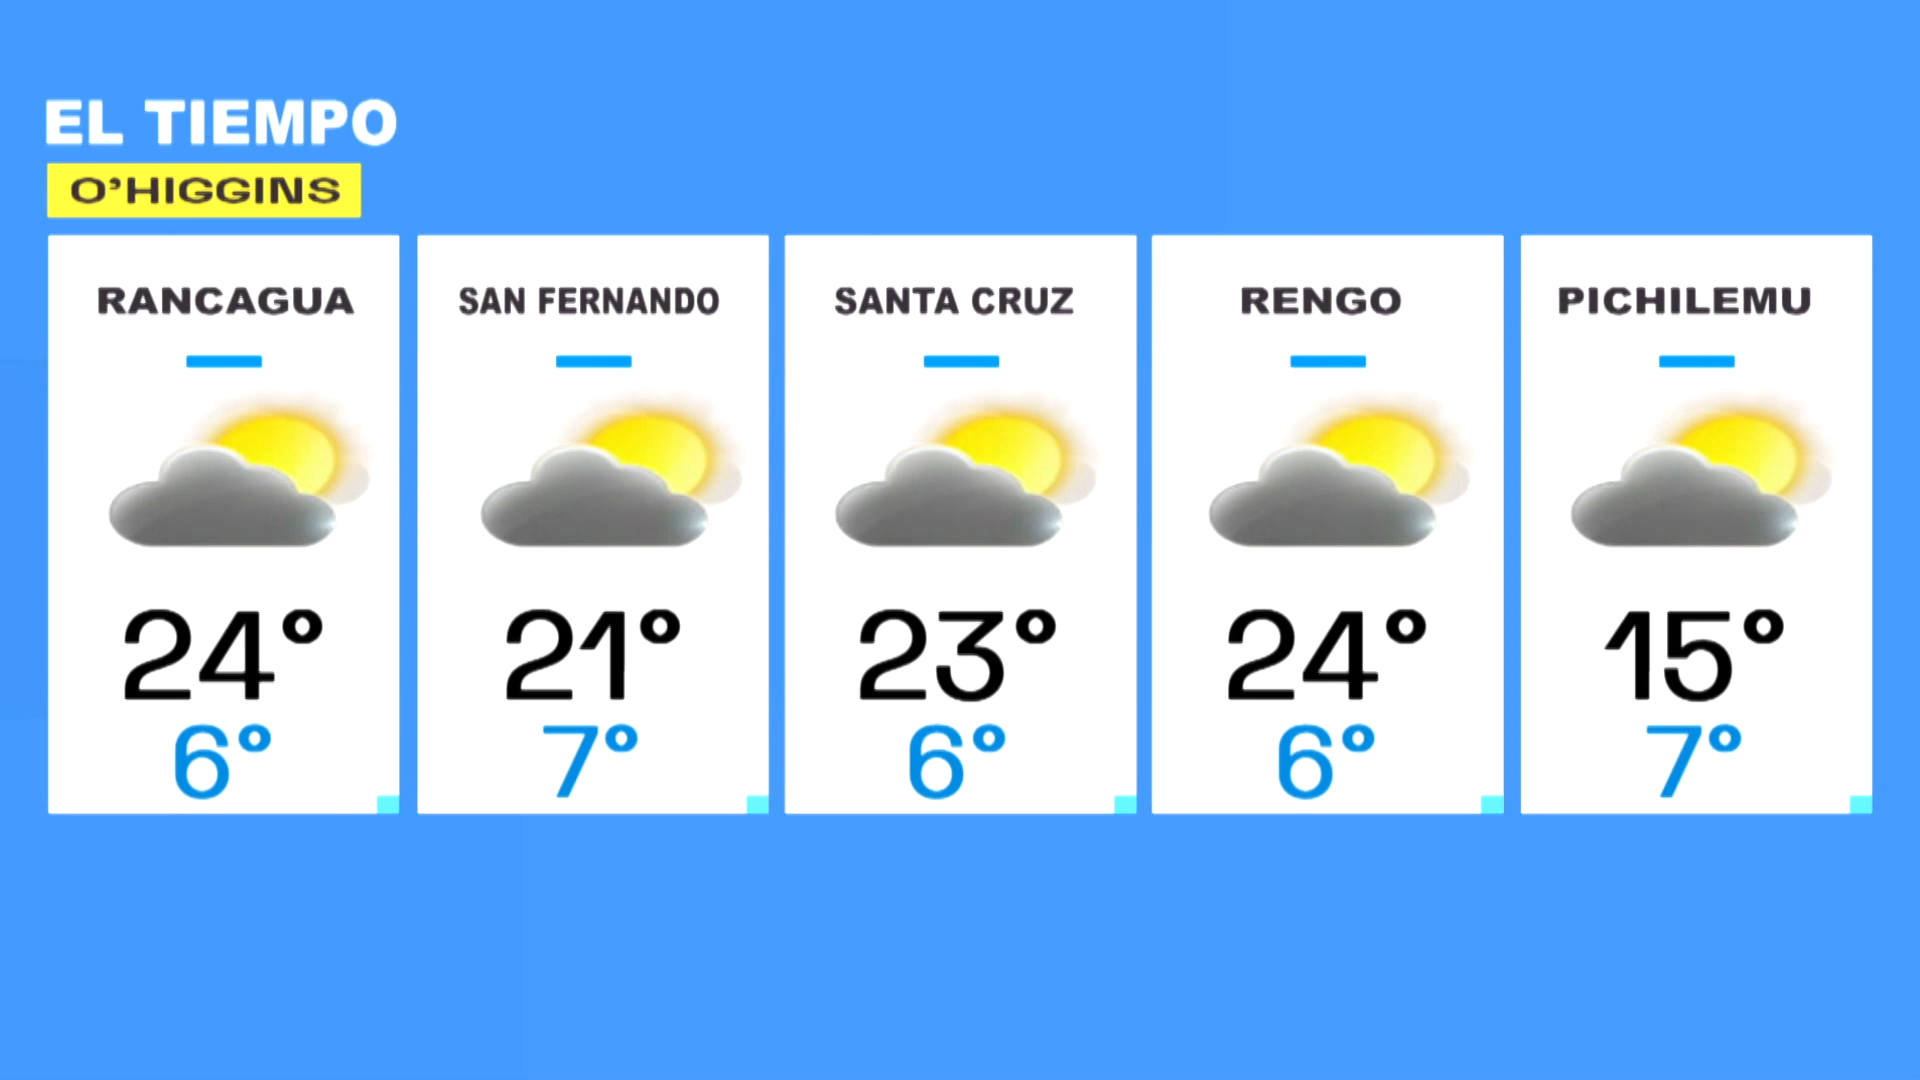 EL TIEMPO
O’HIGGINS
RANCAGUA
24°
6°
SAN FERNANDO
21°
7°
SANTA CRUZ
23°
6°
RENGO
24°
6°
PICHILEMU
15°
7°